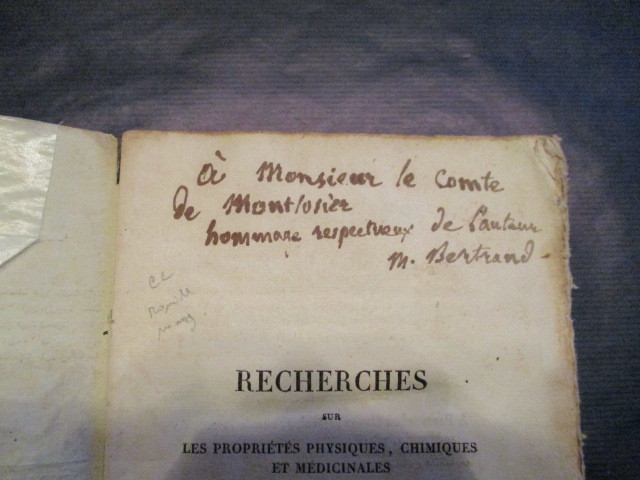 À Monsieur le Comte
de Montlosier
hommage respectueux de l'auteur
M. Bertrand
RECHERCHES
SUR
LES PROPRIÉTÉS PHYSIQUES, CHIMIQUES
ET MÉDICINALES